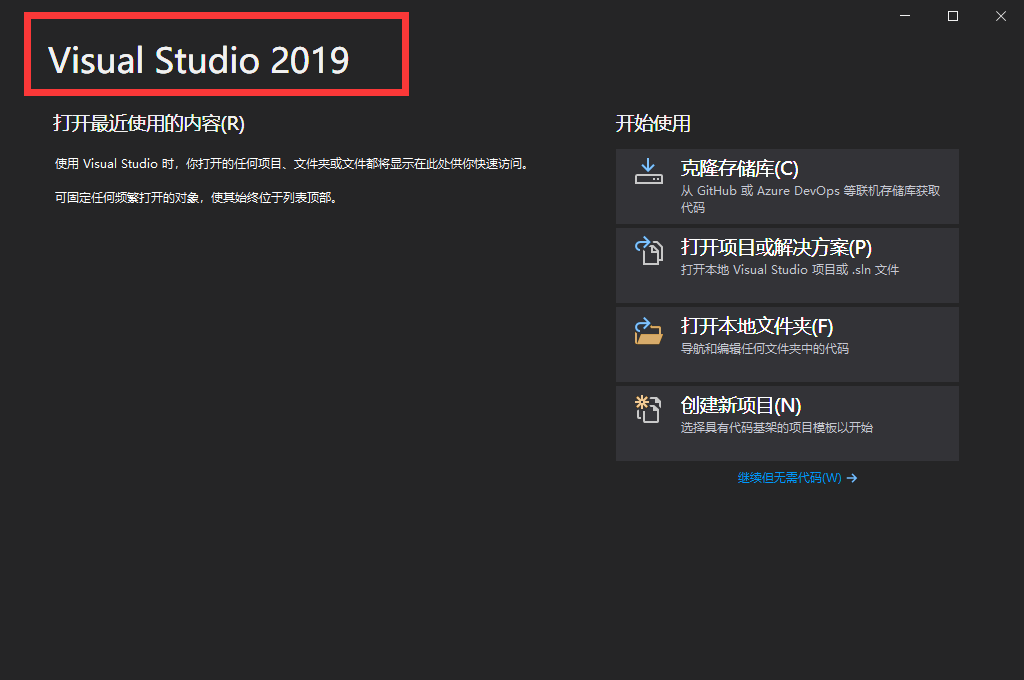 Visual Studio 2019
打开最近使用的内容(R)
使用 Visual Studio 时，你打开的任何项目、文件夹或文件都将显示在此处供你快速访问。
可固定任何频繁打开的对象，使其始终位于列表顶部。
开始使用
克隆存储库(C)
从 GitHub 或 Azure DevOps 等联机存储库获取
代码
打开项目或解决方案(P)
打开本地 Visual Studio 项目或 .sln 文件
打开本地文件夹(F)
导航和编辑任何文件夹中的代码
创建新项目(N)
选择具有代码基架的项目模板以开始
继续但无需代码(W) →